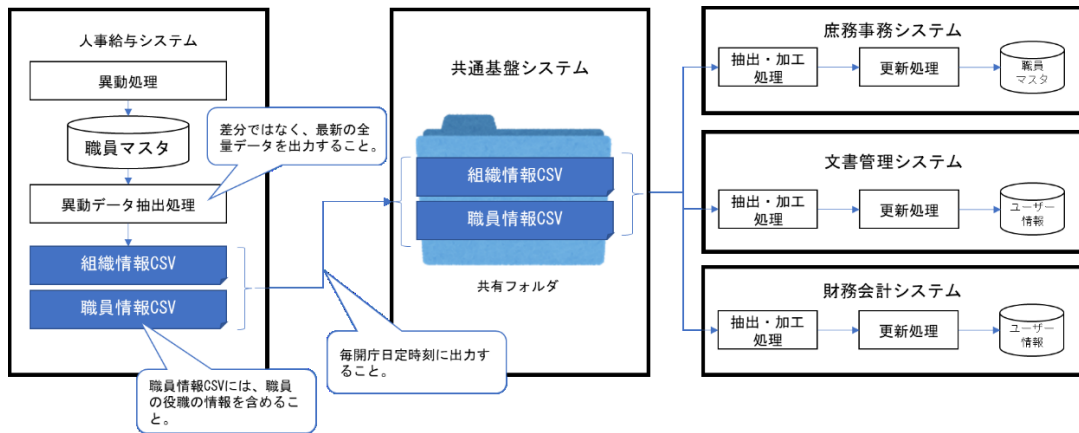 人事給与システム
異動処理
職員マスタ
差分ではなく、最新の全
量データを出力すること。
異動データ抽出処理
組織情報CSV
職員情報CSV
職員情報CSVには、職員
の役職の情報を含めるこ
と。
毎開庁日定時刻に出力す
ること。
共通基盤システム
組織情報CSV
職員情報CSV
共有フォルダ
庶務事務システム
抽出・加工
処理
更新処理
職員
マスタ
文書管理システム
抽出・加工
処理
更新処理
ユーザー
情報
財務会計システム
抽出・加工
処理
更新処理
ユーザー
情報